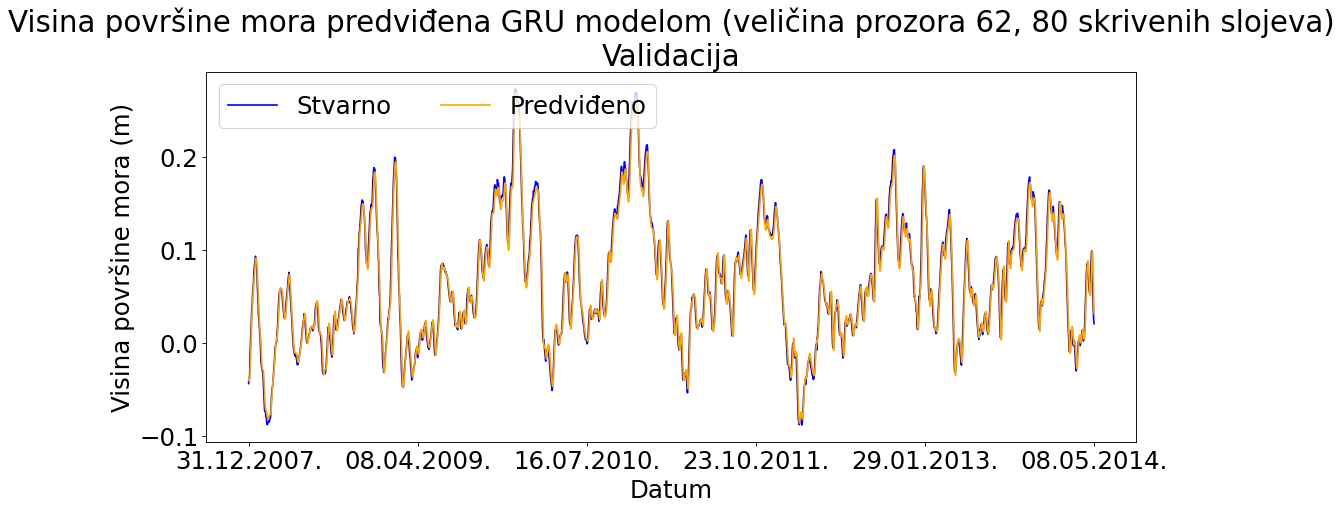 Visina površine mora predviđena GRU modelom (veličina prozora 62, 80 skrivenih slojeva)
Validacija
Stvarno Predviđeno
Visina površine mora (m)
0.2
0.1
0.0
−0.1
31.12.2007. 08.04.2009. 16.07.2010. 23.10.2011. 29.01.2013. 08.05.2014.
Datum